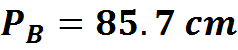 P_B = 85.7 cm